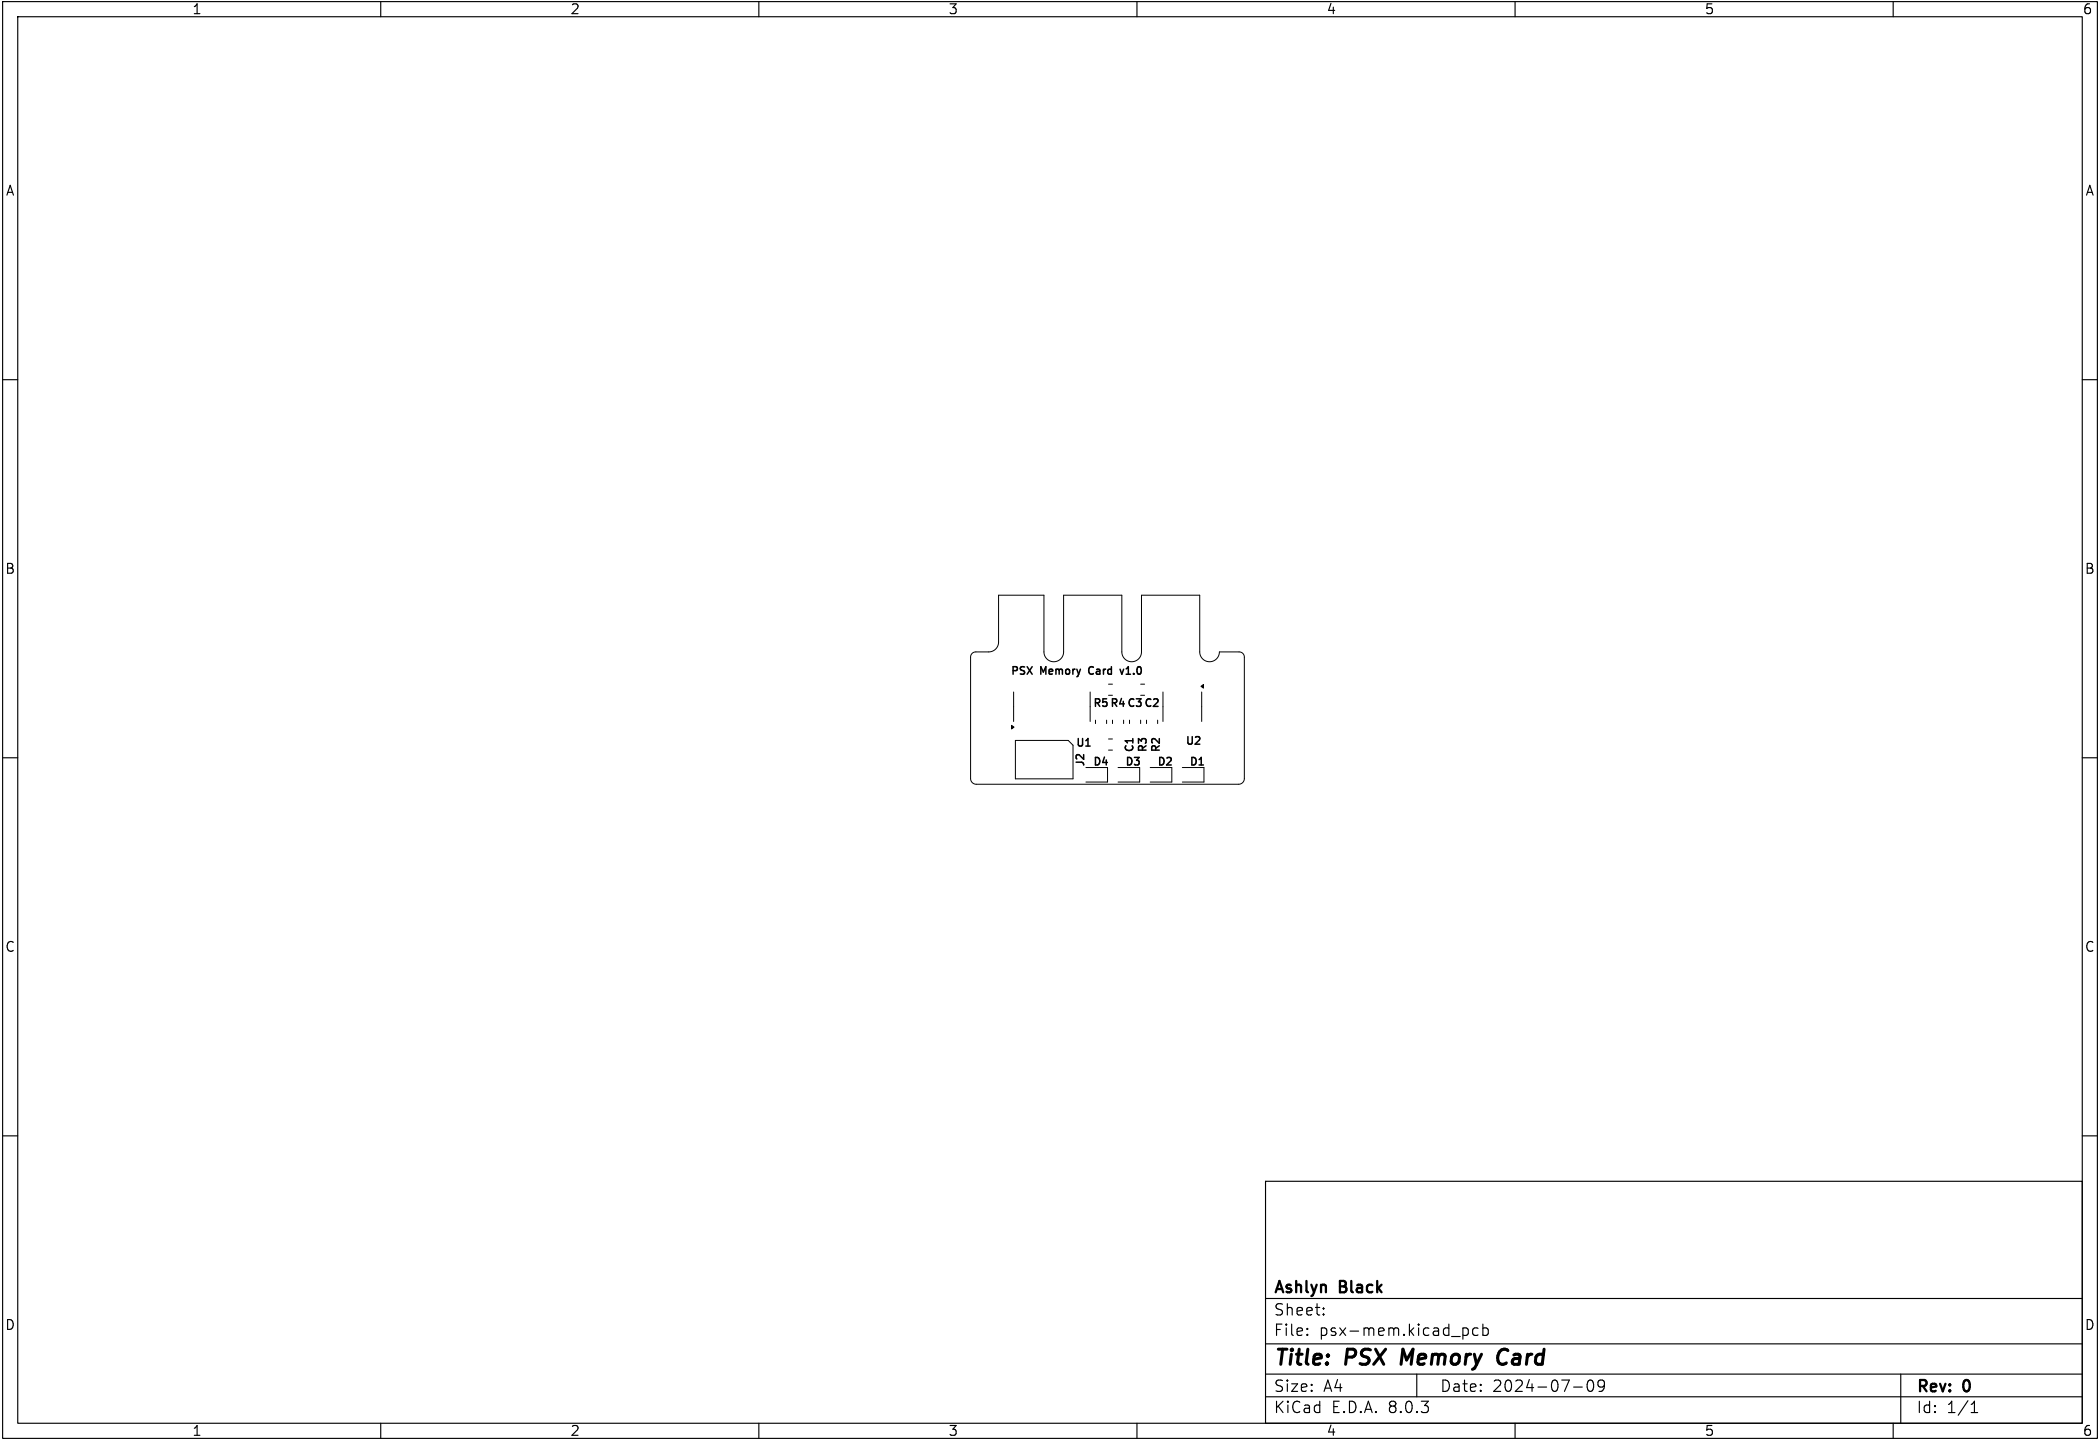 1 2 3 4 5 6
A A
B B
PSX Memory Card v1.0
R5 R4 C3 C2
U1 C1 R3 R2 U2
J2 D4 D3 D2 D1
C C
Ashlyn Black
Sheet:
File: psx-mem.kicad_pcb
D D
Title: PSX Memory Card
Size: A4 Date: 2024-07-09 Rev: 0
KiCad E.D.A. 8.0.3 Id: 1/1
1 2 3 4 5 6